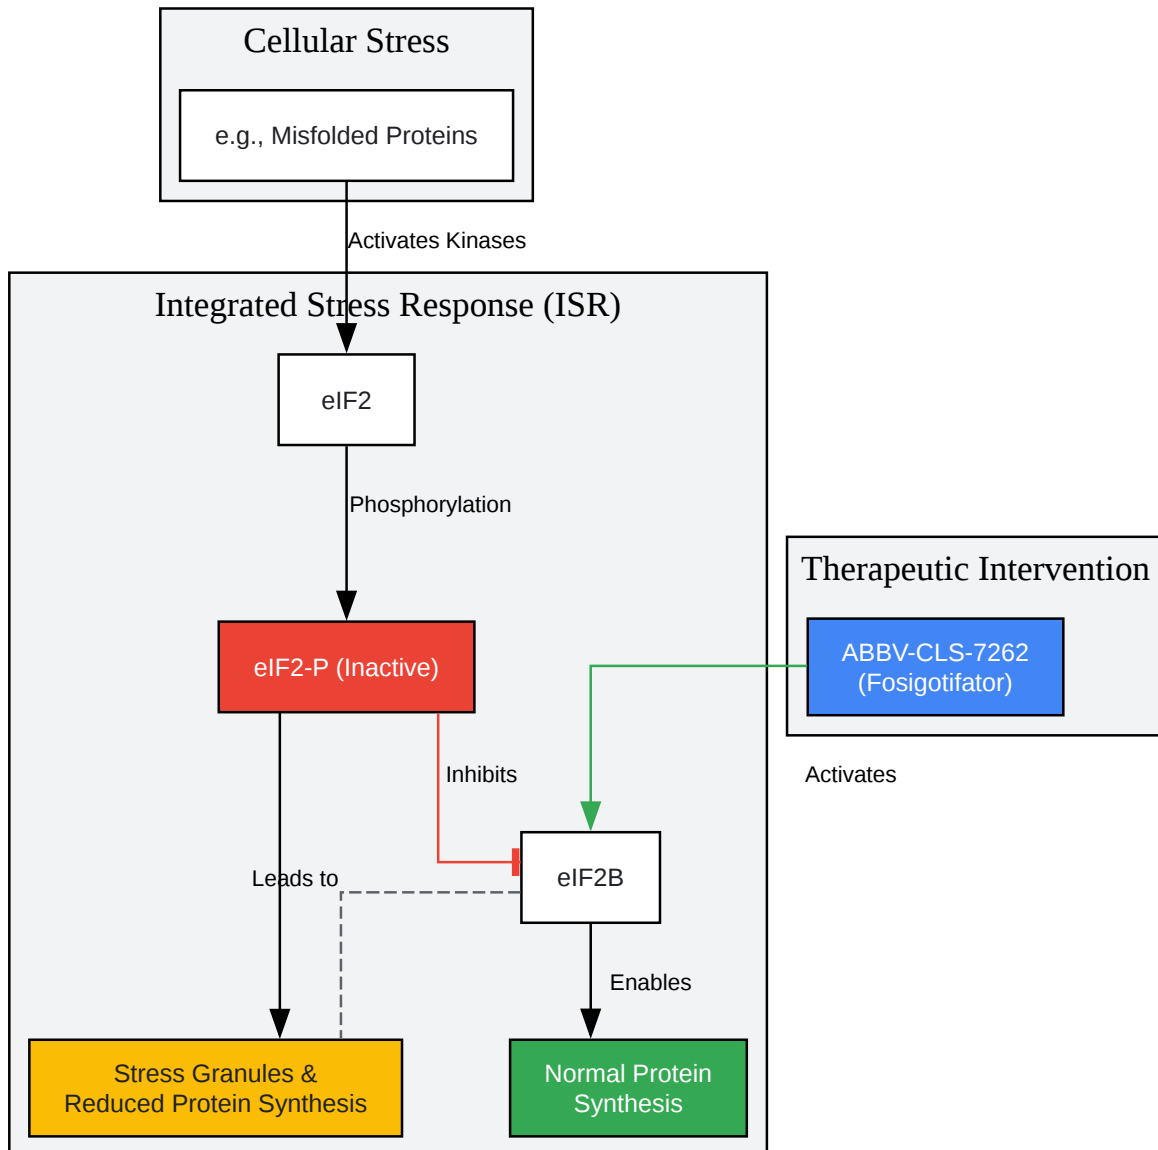 Cellular Stress
e.g., Misfolded Proteins
Activates Kinases
Integrated Stress Response (ISR)
eIF2
Phosphorylation
eIF2-P (Inactive)
Therapeutic Intervention
ABBV-CLS-7262
(Fosigotifator)
Inhibits
Activates
Leads to
eIF2B
Enables
Stress Granules &
Reduced Protein Synthesis
Normal Protein
Synthesis